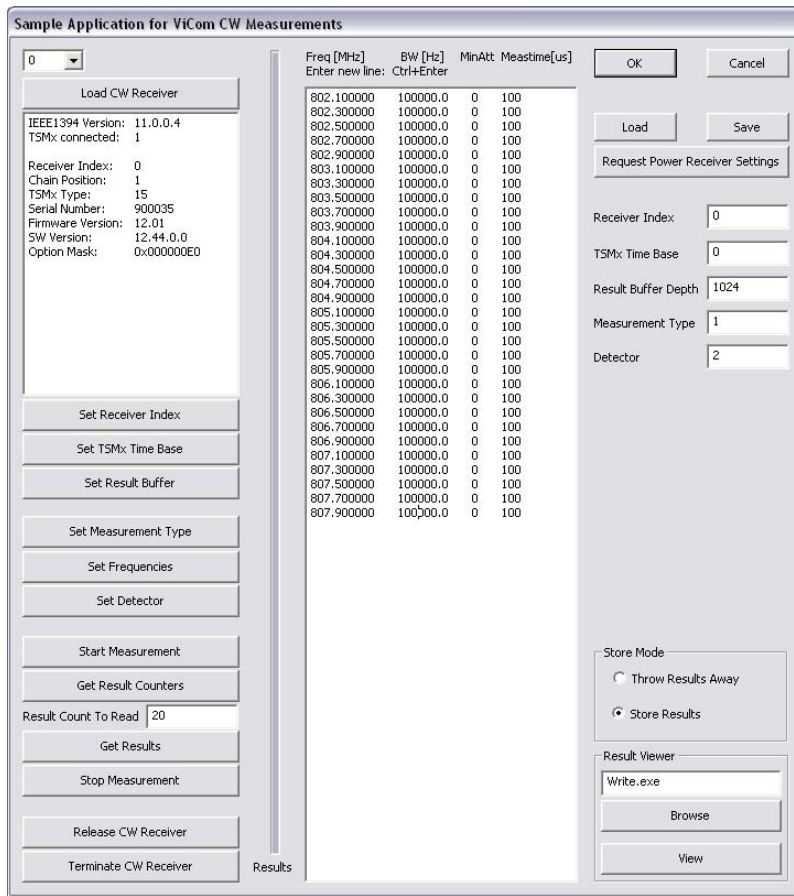 Sample Application for ViCom CW Measurements
0
Load CW Receiver
IEEE1394 Version: 11.0.0.4
TSMx connected: 1
Receiver Index: 0
Chain Position: 1
TSMx Type: 15
Serial Number: 900035
Firmware Version: 12.01
SW Version: 12.44.0.0
Option Mask: 0x000000E0
Set Receiver Index
Set TSMx Time Base
Set Result Buffer
Set Measurement Type
Set Frequencies
Set Detector
Start Measurement
Get Result Counters
Result Count To Read 20
Get Results
Stop Measurement
Release CW Receiver
Terminate CW Receiver
Results
Freq [MHz] BW [Hz] MinAtt Meastime[us]
Enter new line: Ctrl+Enter
802.100000 100000.0 0 100
802.300000 100000.0 0 100
802.500000 100000.0 0 100
802.700000 100000.0 0 100
802.900000 100000.0 0 100
803.100000 100000.0 0 100
803.300000 100000.0 0 100
803.500000 100000.0 0 100
803.700000 100000.0 0 100
803.900000 100000.0 0 100
804.100000 100000.0 0 100
804.300000 100000.0 0 100
804.500000 100000.0 0 100
804.700000 100000.0 0 100
804.900000 100000.0 0 100
805.100000 100000.0 0 100
805.300000 100000.0 0 100
805.500000 100000.0 0 100
805.700000 100000.0 0 100
805.900000 100000.0 0 100
806.100000 100000.0 0 100
806.300000 100000.0 0 100
806.500000 100000.0 0 100
806.700000 100000.0 0 100
806.900000 100000.0 0 100
807.100000 100000.0 0 100
807.300000 100000.0 0 100
807.500000 100000.0 0 100
807.700000 100000.0 0 100
807.900000 100000.0 0 100
OK
Cancel
Load
Save
Request Power Receiver Settings
Receiver Index 0
TSMx Time Base 0
Result Buffer Depth 1024
Measurement Type 1
Detector 2
Store Mode
Throw Results Away
Store Results
Result Viewer
Write.exe
Browse
View